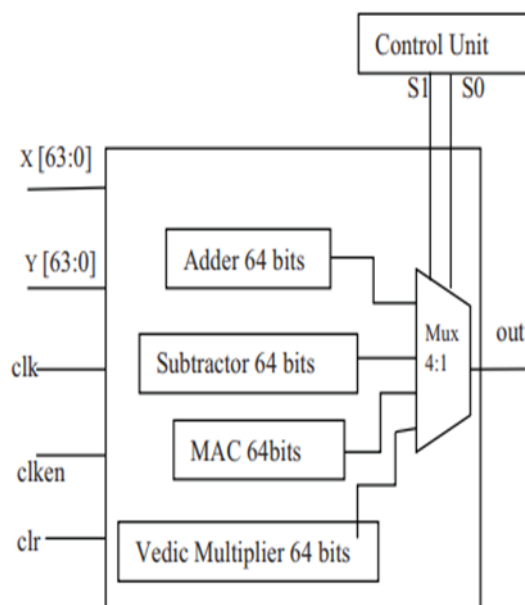 Control Unit
S1 S0
X [63:0]
Y [63:0]
clk
clken
clr
Adder 64 bits
Subtractor 64 bits
MAC 64bits
Vedic Multiplier 64 bits
Mux
4:1
out